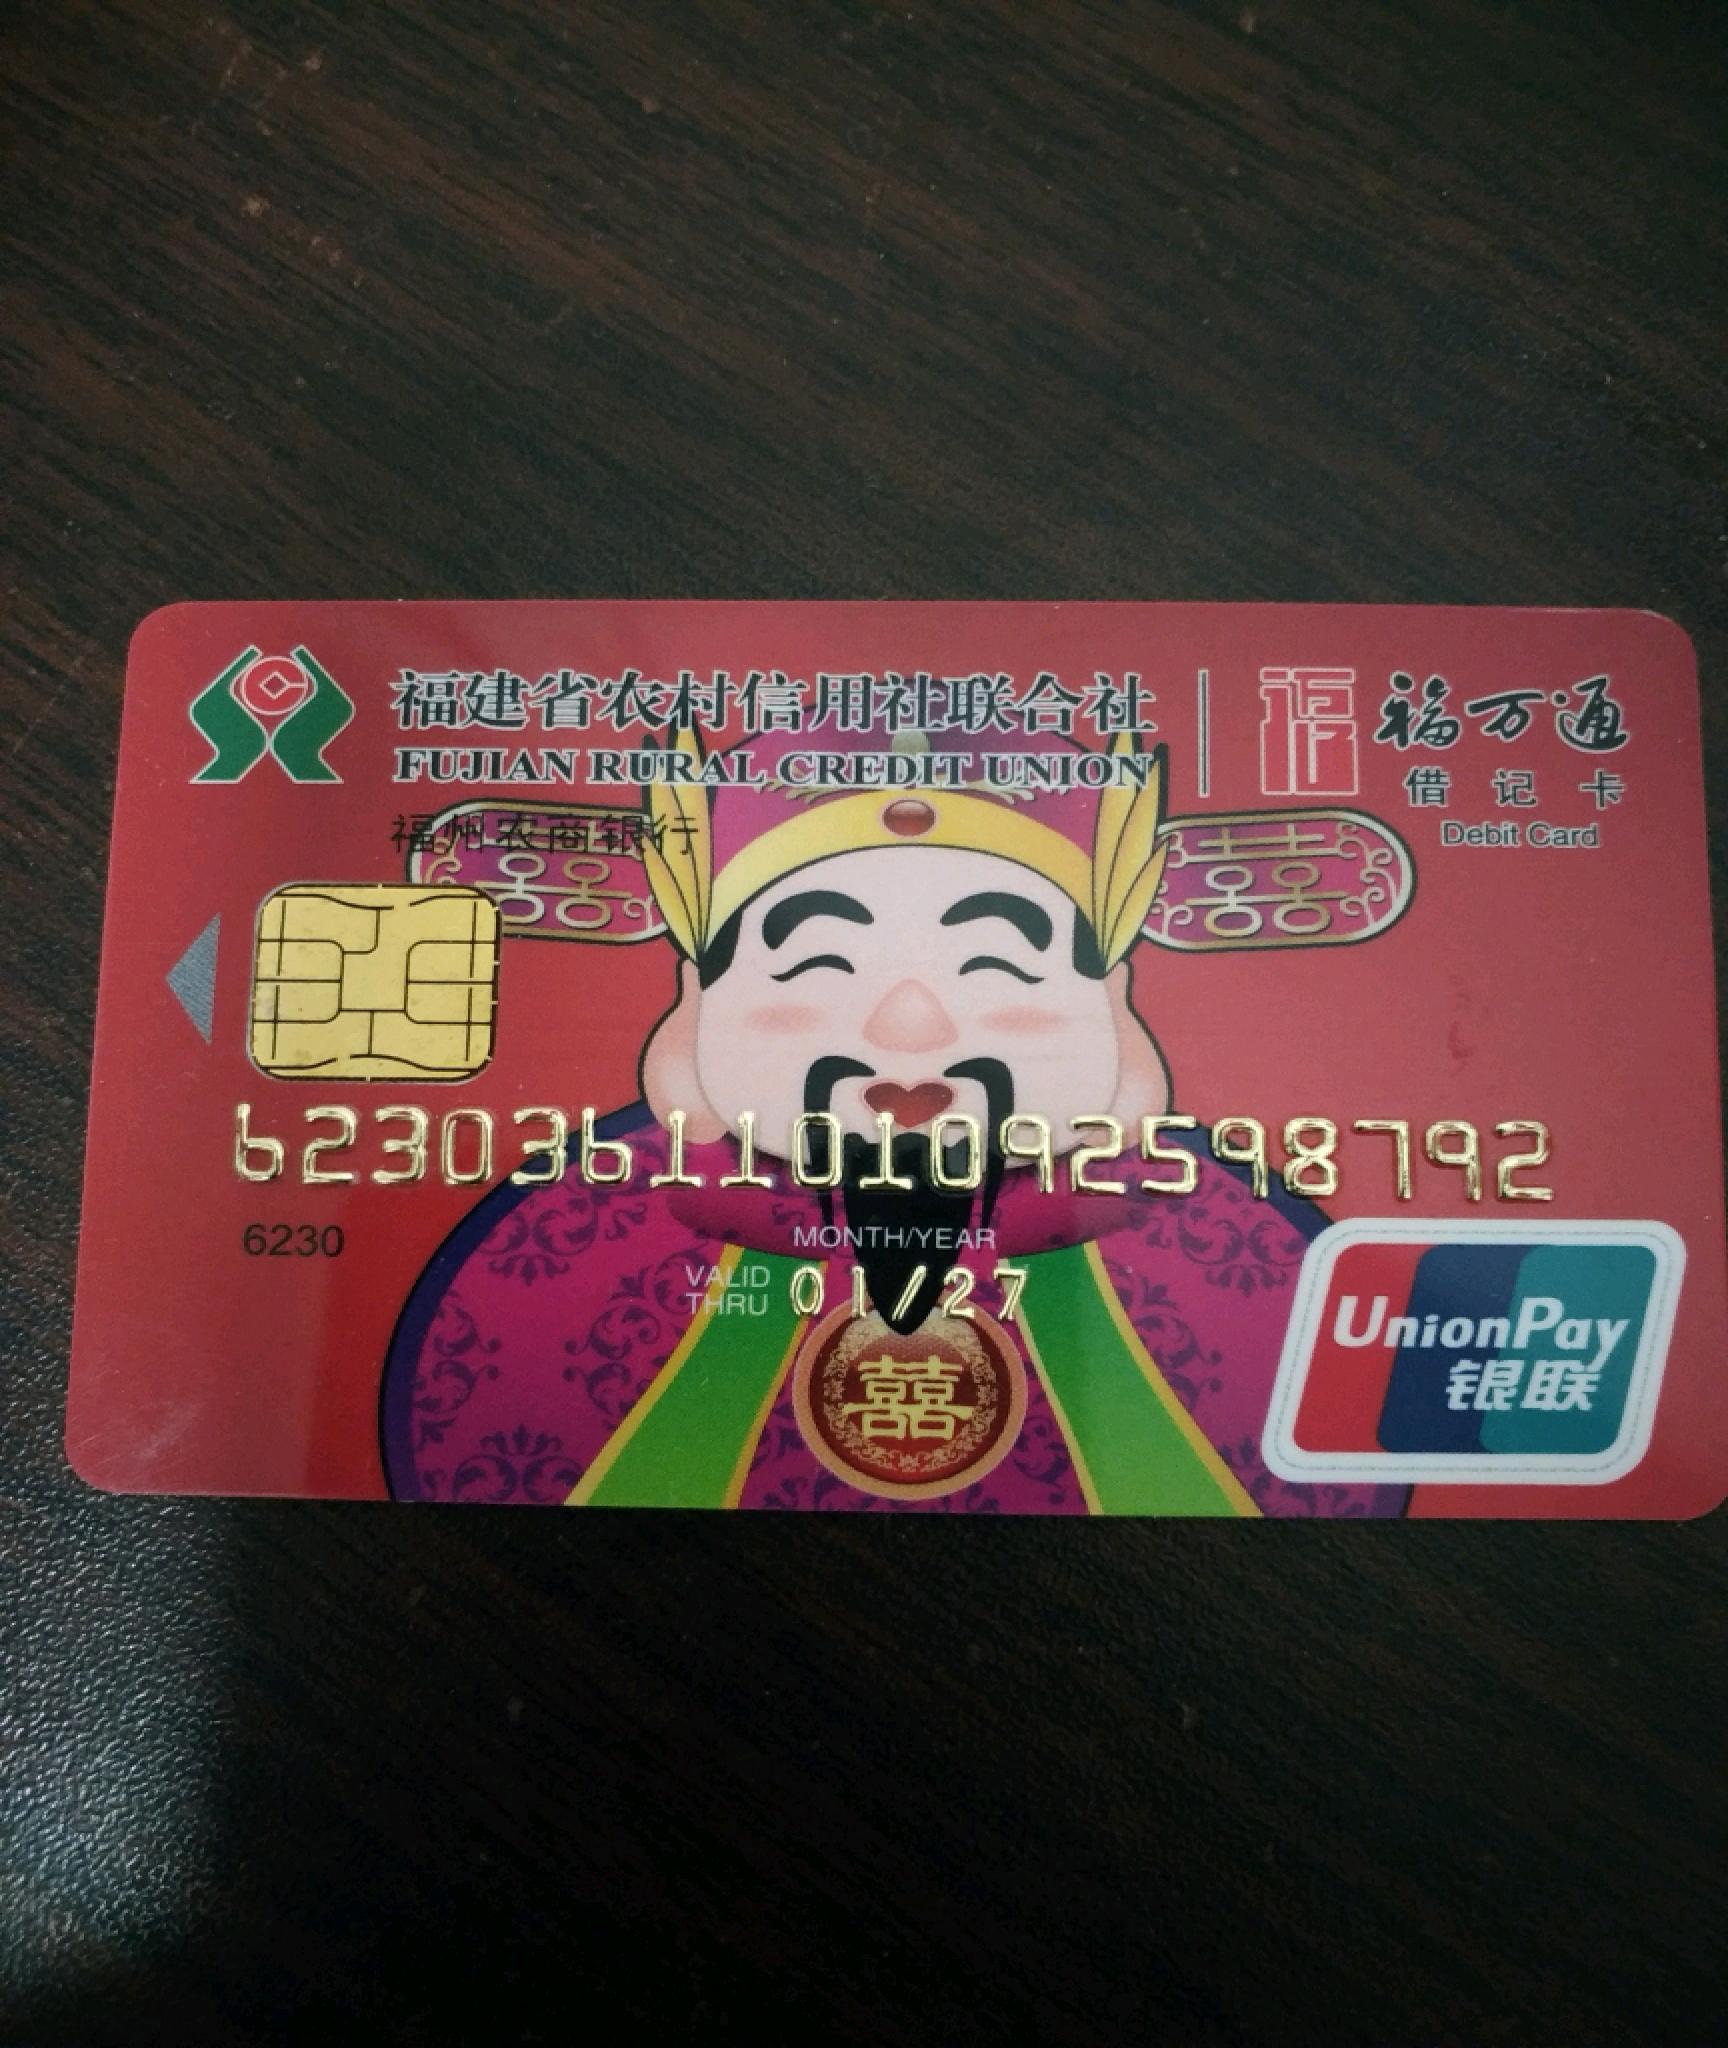 福建省农村信用社联合社
FUJIAN RURAL CREDIT UNION
福州农商银行
福 福万通
借记卡
Debit Card
囍 囍
6230361101092598792
6230
MONTH/YEAR
VALID
THRU 01/27
囍
UnionPay
银联